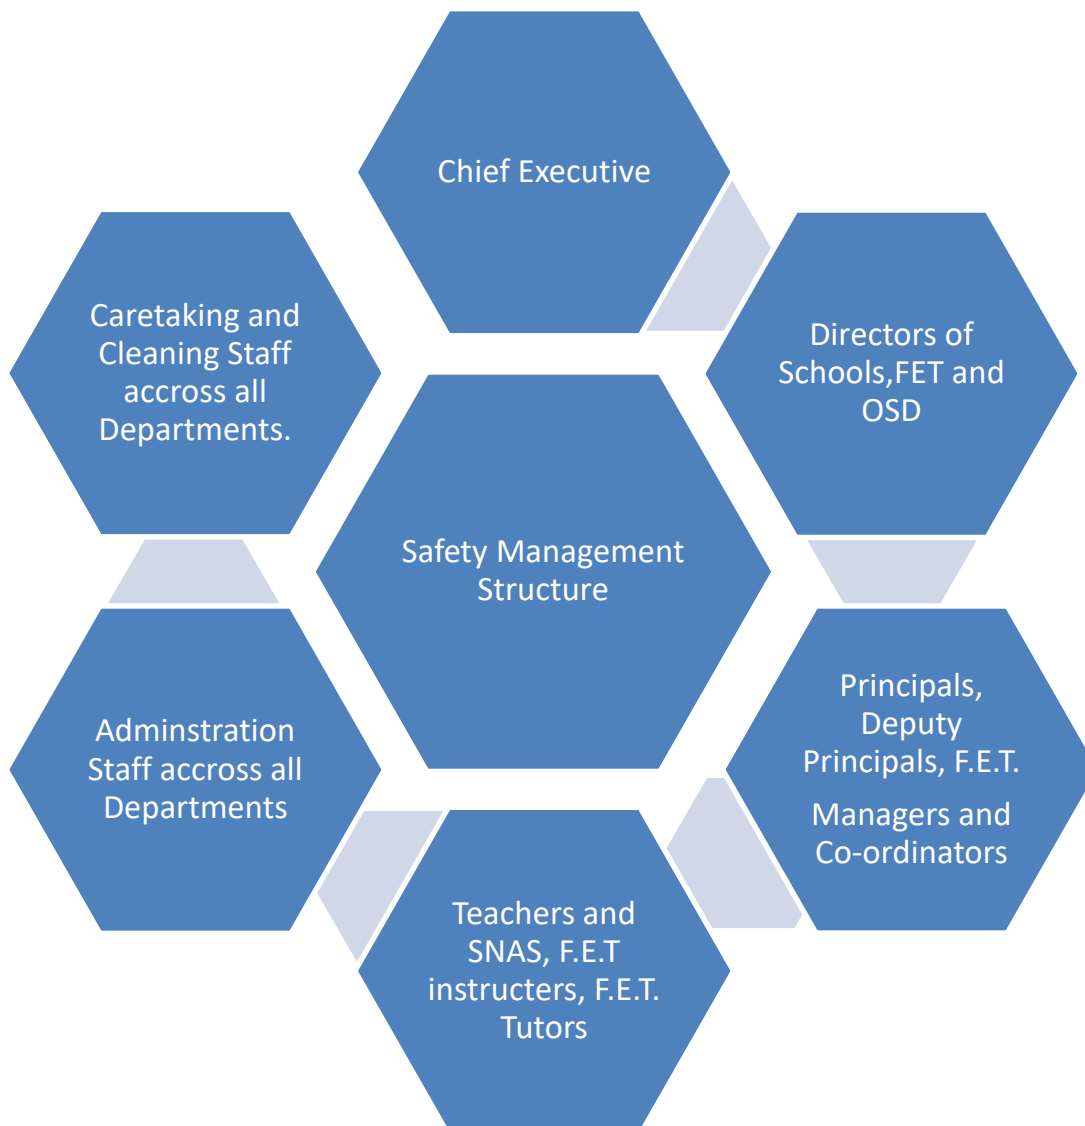 Chief Executive
Directors of
Schools,FET and
OSD
Principals,
Deputy
Principals, F.E.T.
Managers and
Co-ordinators
Teachers and
SNAS, F.E.T
instructers, F.E.T.
Tutors
Adminstration
Staff accross all
Departments
Caretaking and
Cleaning Staff
accross all
Departments.
Safety Management
Structure